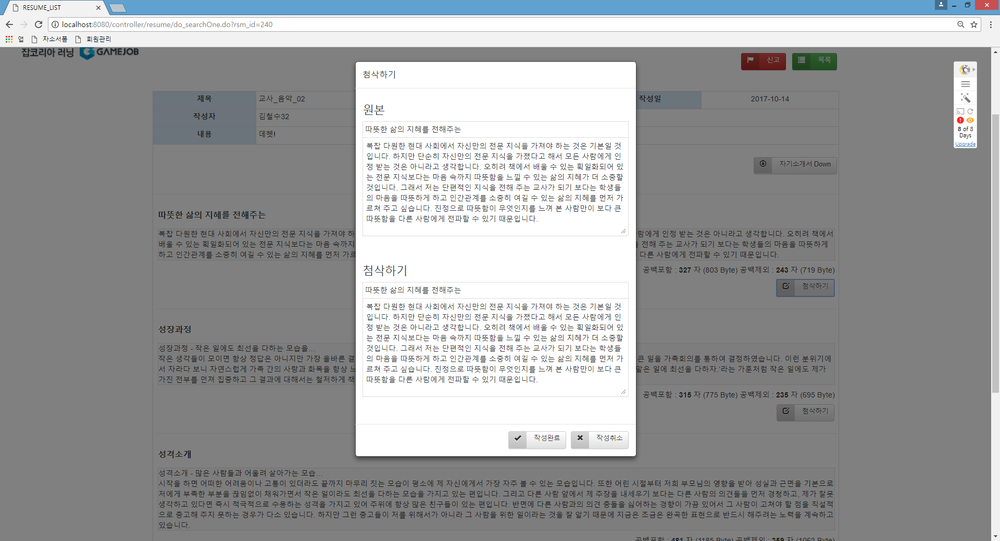 RESUME_LIST
localhost:8080/controller/resume/do_searchOne.do?rsm_id=240
앱 자소서폼 회원관리
잡코리아 러닝 GAMEJOB
신고 목록
제목 교사_음악_02 작성일 2017-10-14
작성자 김철수32
내용 데헷!
자기소개서 Down
8 of 8
Days
Upgrade
첨삭하기
원본
따뜻한 삶의 지혜를 전해주는
복잡 다원한 현대 사회에서 자신만의 전문 지식을 가져야 하는 것은 기본일 것
입니다. 하지만 단순히 자신만의 전문 지식을 가졌다고 해서 모든 사람에게 인
정 받는 것은 아니라고 생각합니다. 오히려 책에서 배울 수 있는 획일화되어 있
는 전문 지식보다는 마음 속까지 따뜻함을 느낄 수 있는 삶의 지혜가 더 소중할
것입니다. 그래서 저는 단편적인 지식을 전해 주는 교사가 되기 보다는 학생들
의 마음을 따뜻하게 하고 인간관계를 소중히 여길 수 있는 삶의 지혜를 먼저 가
르쳐 주고 싶습니다. 진정으로 따뜻함이 무엇인지를 느껴 본 사람만이 보다 큰
따뜻함을 다른 사람에게 전파할 수 있기 때문입니다.
첨삭하기
따뜻한 삶의 지혜를 전해주는
복잡 다원한 현대 사회에서 자신만의 전문 지식을 가져야 하는 것은 기본일 것
입니다. 하지만 단순히 자신만의 전문 지식을 가졌다고 해서 모든 사람에게 인
정 받는 것은 아니라고 생각합니다. 오히려 책에서 배울 수 있는 획일화되어 있
는 전문 지식보다는 마음 속까지 따뜻함을 느낄 수 있는 삶의 지혜가 더 소중할
것입니다. 그래서 저는 단편적인 지식을 전해 주는 교사가 되기 보다는 학생들
의 마음을 따뜻하게 하고 인간관계를 소중히 여길 수 있는 삶의 지혜를 먼저 가
르쳐 주고 싶습니다. 진정으로 따뜻함이 무엇인지를 느껴 본 사람만이 보다 큰
따뜻함을 다른 사람에게 전파할 수 있기 때문입니다.
작성완료 작성취소
따뜻한 삶의 지혜를 전해주는
복잡 다원한 현대 사회에서 자신만의 전문 지식을 가져야 하 람에게 인정 받는 것은 아니라고 생각합니다. 오히려 책에서
배울 수 있는 획일화되어 있는 전문 지식보다는 마음 속까지 전해 주는 교사가 되기 보다는 학생들의 마음을 따뜻하게
하고 인간관계를 소중히 여길 수 있는 삶의 지혜를 먼저 가르 다른 사람에게 전파할 수 있기 때문입니다.
공백포함 : 327 자 (803 Byte) 공백제외 : 243 자 (719 Byte)
첨삭하기
성장과정
성장과정 - 작은 일에도 최선을 다하는 모습을...
작은 생각들이 모이면 항상 정답은 아니지만 가장 올바른 결 큰 일을 가족회의를 통하여 결정하였습니다. 이런 분위기에
서 자라다 보니 자연스럽게 가족 간의 사랑과 화목을 항상 느 맡은 일에 최선을 다하자.'라는 가훈처럼 작은 일에도 제가
가진 전부를 던져 집중하고 그 결과에 대해서는 철저하게 책
공백포함 : 315 자 (775 Byte) 공백제외 : 235 자 (695 Byte)
첨삭하기
성격소개
성격소개 - 많은 사람들과 어울려 살아가는 모습...
시작을 하면 어떠한 어려움이나 고통이 있더라도 끝까지 마무리 짓는 모습이 평소에 제 자신에게서 가장 자주 볼 수 있는 모습입니다. 또한 어린 시절부터 저희 부모님의 영향을 받아 성실과 근면을 기본으로
저에게 부족한 부분을 끊임없이 채워가면서 작은 일이라도 최선을 다하는 모습을 가지고 있는 편입니다. 그리고 다른 사람 앞에서 제 주장을 내세우기 보다는 다른 사람의 의견들을 먼저 경청하고, 제가 잘못
생각하고 있다면 즉시 적극적으로 수용하는 성격을 가지고 있어 주위에 항상 많은 친구들이 있는 편입니다. 반면에 다른 사람과의 의견 충돌을 싫어하는 경향이 가끔 있어서 그 사람이 고쳐야 할 점을 직설적
으로 충고해 주지 못하는 경우가 다소 있습니다. 하지만 그런 충고들이 저를 위해서가 아니라 그 사람을 위한 일이라는 것을 잘 알기 때문에 지금은 조금은 완곡한 표현으로 반드시 해주려는 노력을 계속하고
있습니다.
공백포함 : 481 자 (1185 Byte) 공백제외 : 359 자 (1063 Byte)